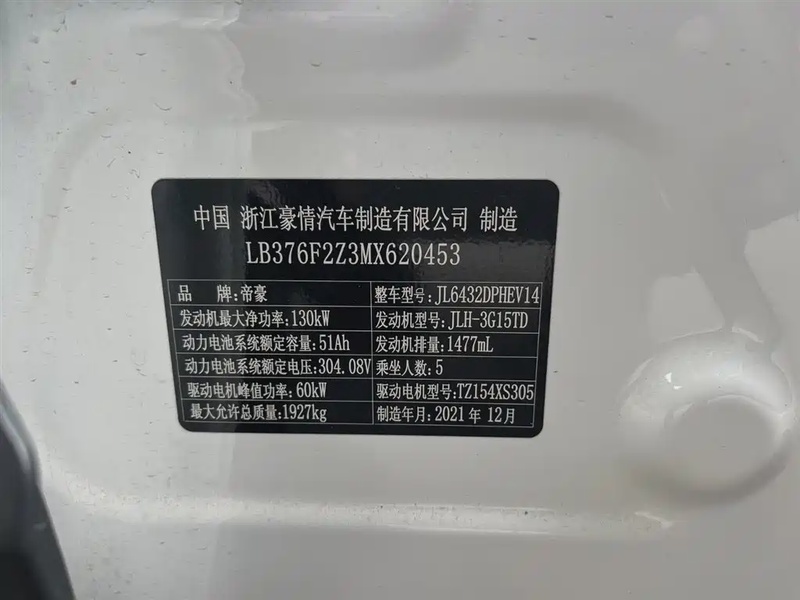 中国 浙江豪情汽车制造有限公司 制造
LB376F2Z3MX620453
品 牌:帝豪 整车型号:JL6432DPHEV14
发动机最大净功率:130kW 发动机型号:JLH-3G15TD
动力电池系统额定容量:51Ah 发动机排量:1477mL
动力电池系统额定电压:304.08V 乘坐人数:5
驱动电机峰值功率:60kW 驱动电机型号:TZ154XS305
最大允许总质量:1927kg 制造年月:2021年12月